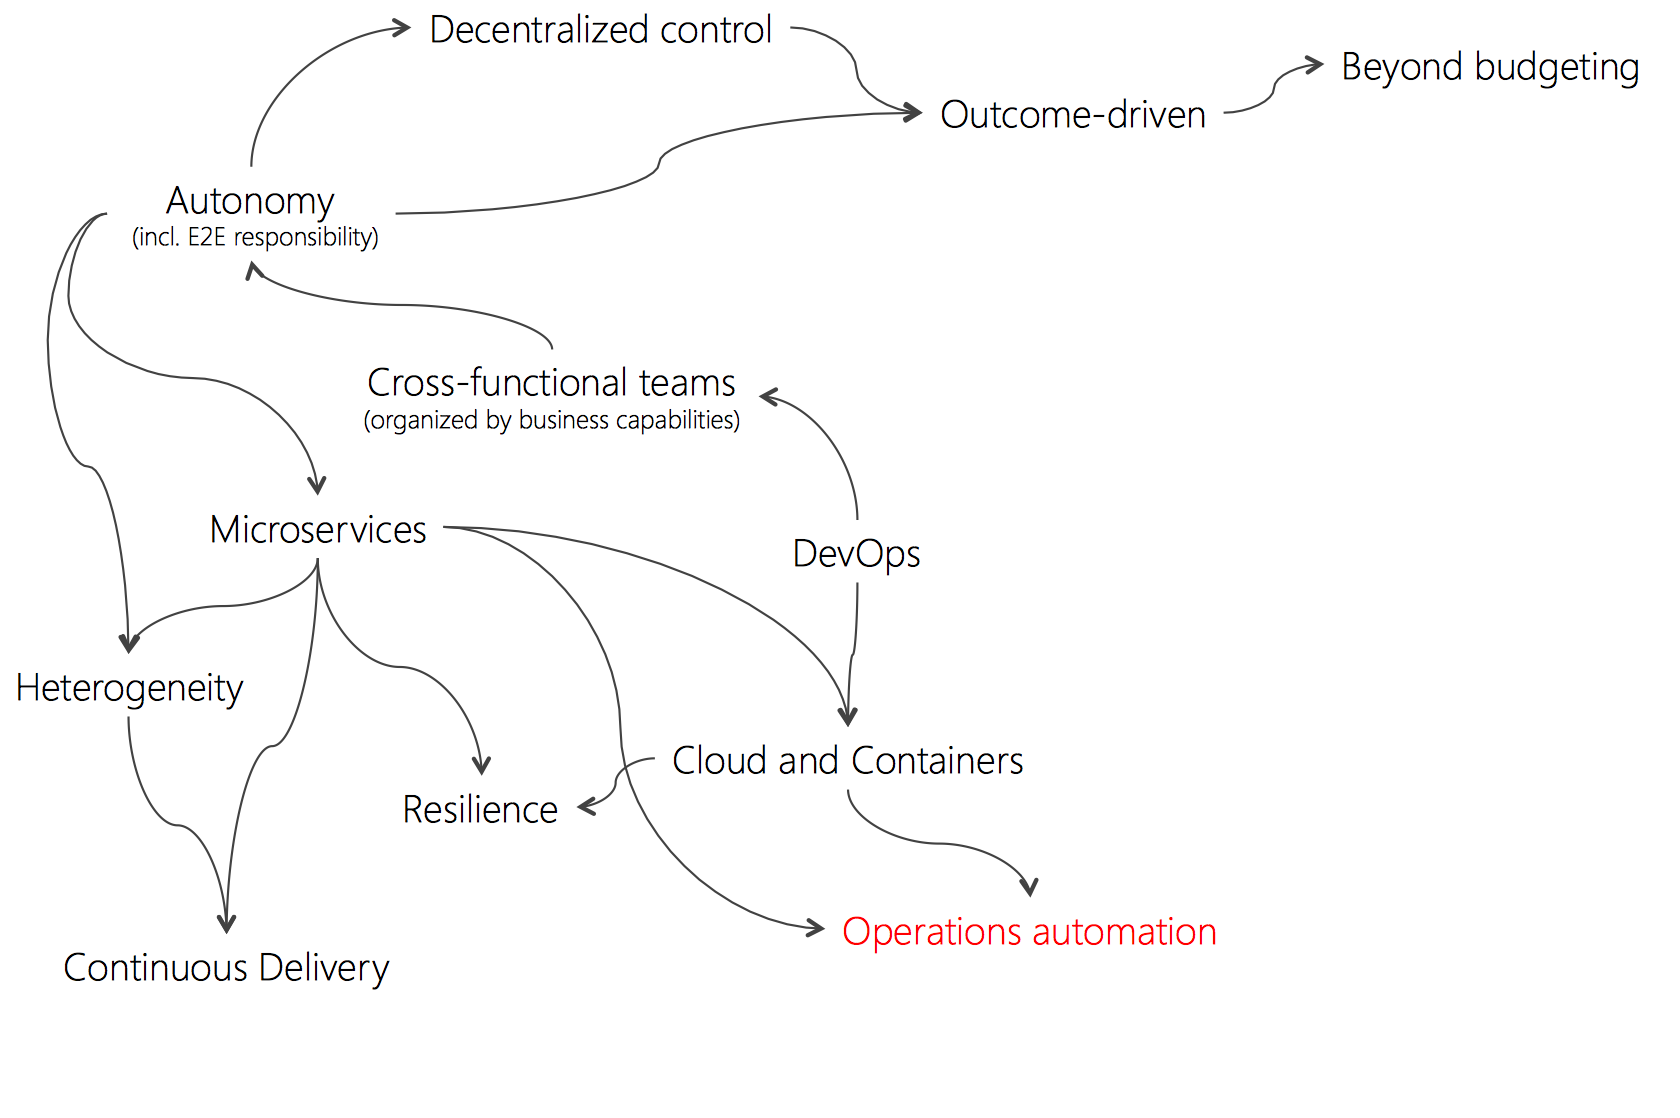 Decentralized control
Beyond budgeting
Outcome-driven
Autonomy
(incl. E2E responsibility)
Cross-functional teams
(organized by business capabilities)
Microservices
DevOps
Heterogeneity
Cloud and Containers
Resilience
Operations automation
Continuous Delivery